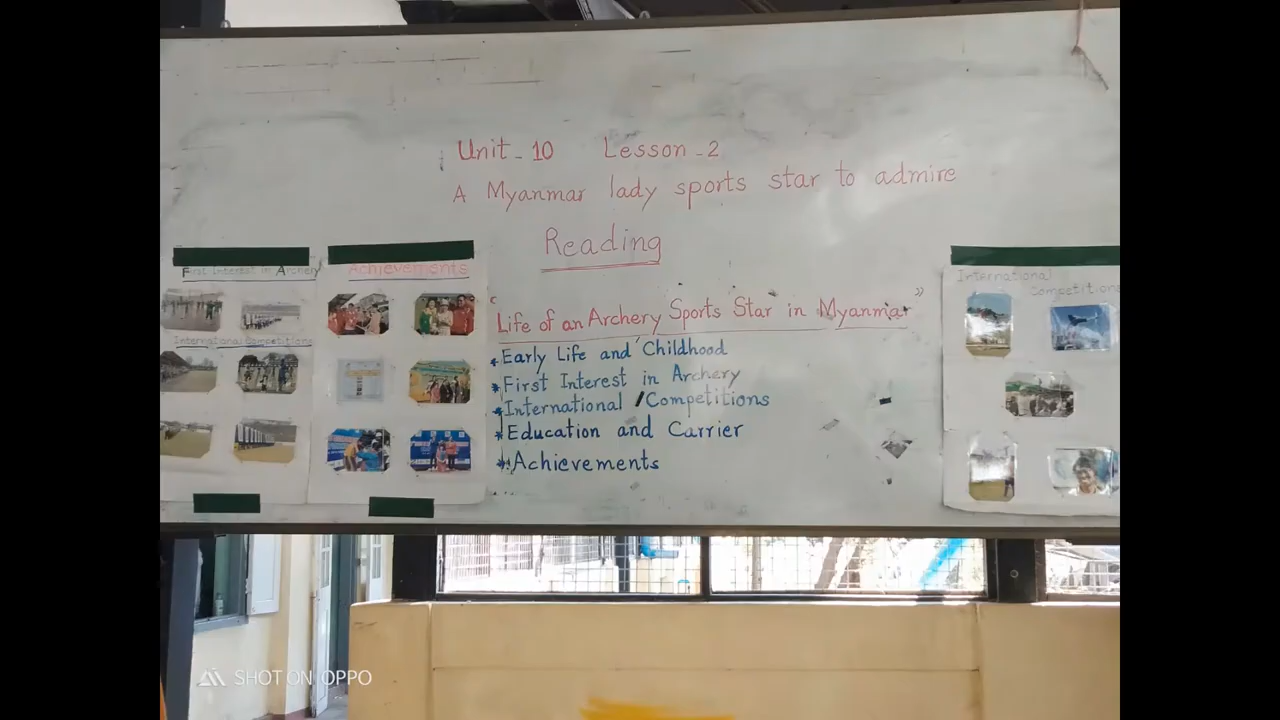 Unit - 10 Lesson - 2
A Myanmar lady sports star to admire
Reading
"Life of an Archery Sports Star in Myanmar"
* Early Life and Childhood
* First Interest in Archery
* International Competitions
* Education and Carrier
* Achievements
First Interest in Archery
International Competitions
Achievements
International
Competitions
SHOT ON OPPO